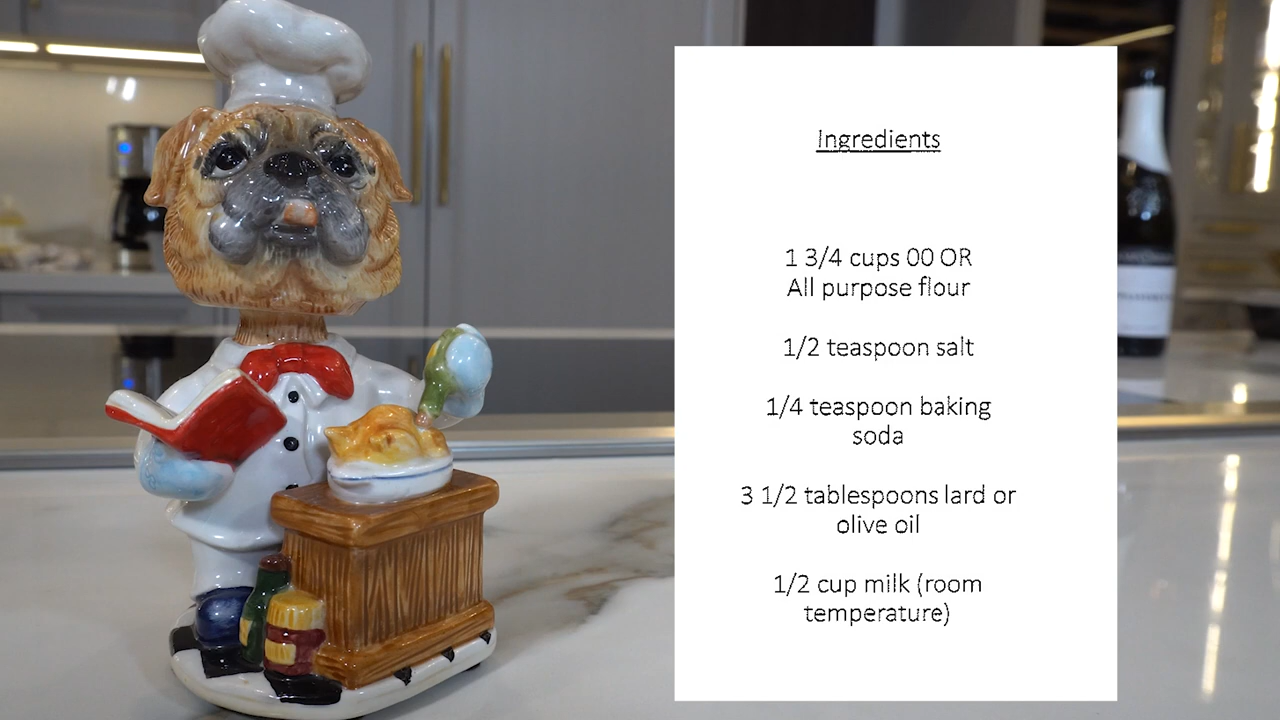 Ingredients
1 3/4 cups 00 OR
All purpose flour
1/2 teaspoon salt
1/4 teaspoon baking
soda
3 1/2 tablespoons lard or
olive oil
1/2 cup milk (room
temperature)